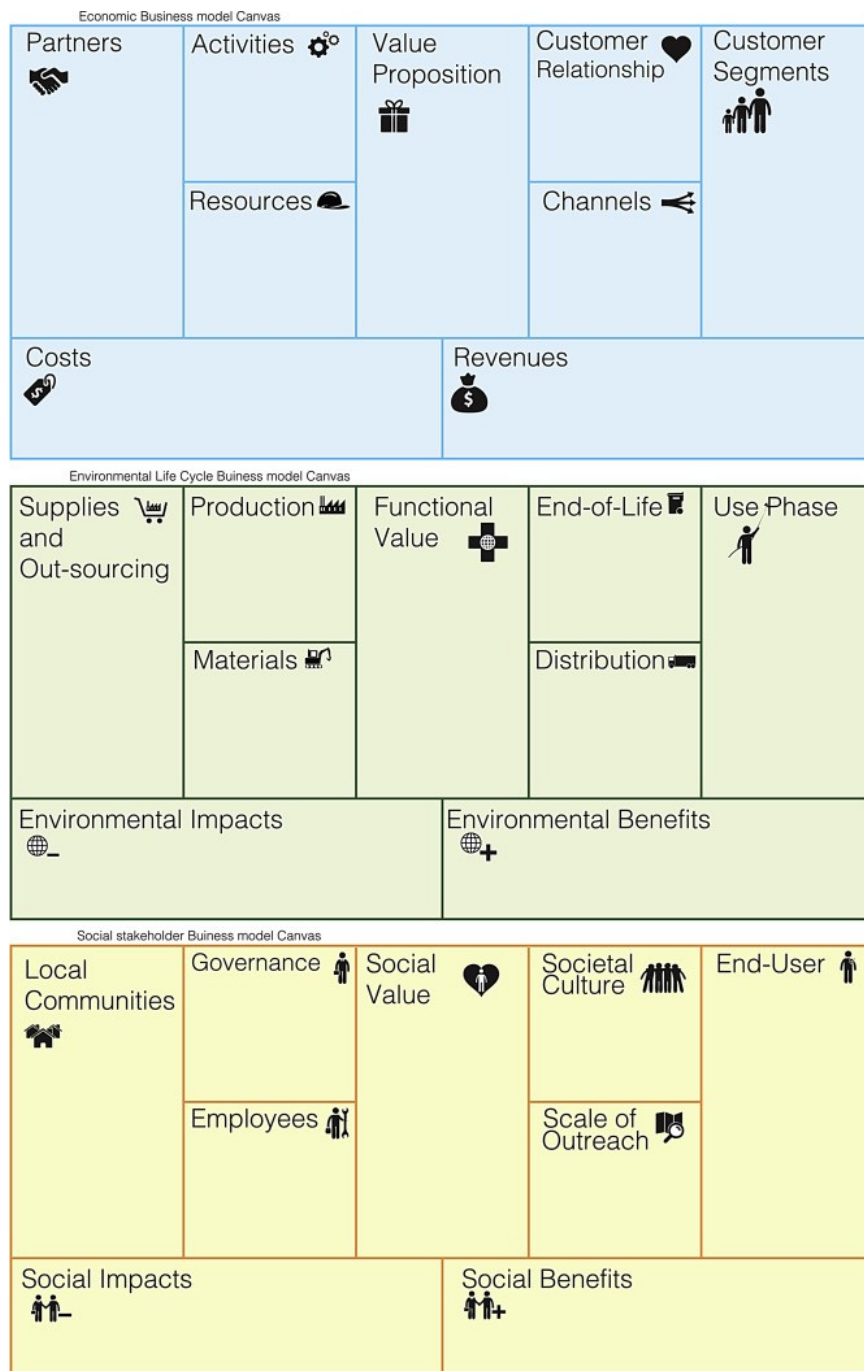 Economic Business model Canvas
Partners
Activities
Value
Proposition
Customer
Relationship
Customer
Segments
Resources
Channels
Costs
$
Revenues
$
Environmental Life Cycle Buiness model Canvas
Supplies
and
Out-sourcing
Production
Functional
Value
End-of-Life
Use Phase
Materials
Distribution
Environmental Impacts
Environmental Benefits
Social stakeholder Buiness model Canvas
Local
Communities
Governance
Social
Value
Societal
Culture
End-User
Employees
Scale of
Outreach
Social Impacts
Social Benefits